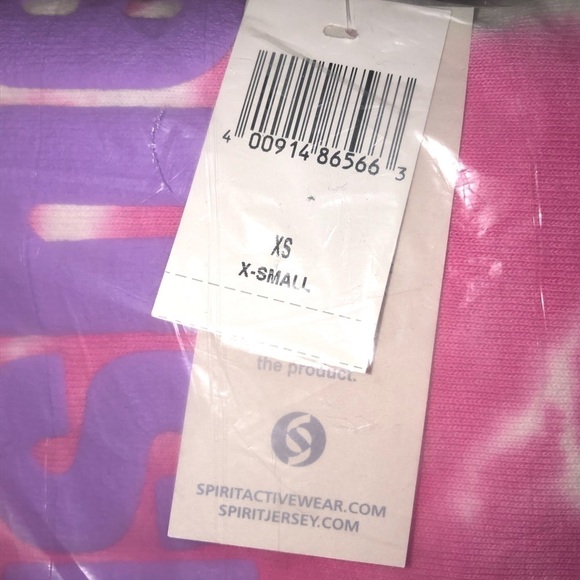 4 00914 86566 3
XS
X-SMALL
the product.
SPIRITACTIVEWEAR.COM
SPIRITJERSEY.COM